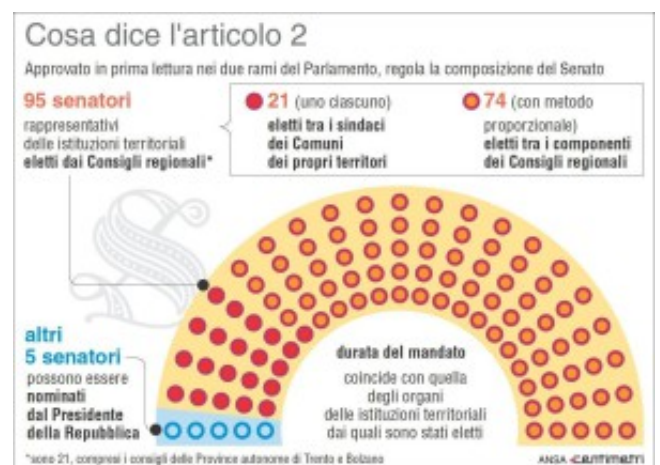 Cosa dice l'articolo 2
Approvato in prima lettura nei due rami del Parlamento, regola la composizione del Senato
95 senatori
rappresentativi
delle istituzioni territoriali
eletti dai Consigli regionali*
21 (uno ciascuno)
eletti tra i sindaci
dei Comuni
dei propri territori
74 (con metodo
proporzionale)
eletti tra i componenti
dei Consigli regionali
altri
5 senatori
possono essere
nominati
dal Presidente
della Repubblica
durata del mandato
coincide con quella
degli organi
delle istituzioni territoriali
dai quali sono stati eletti
*sono 21, compresi i consigli delle Province autonome di Trento e Bolzano
ANSA centimetri